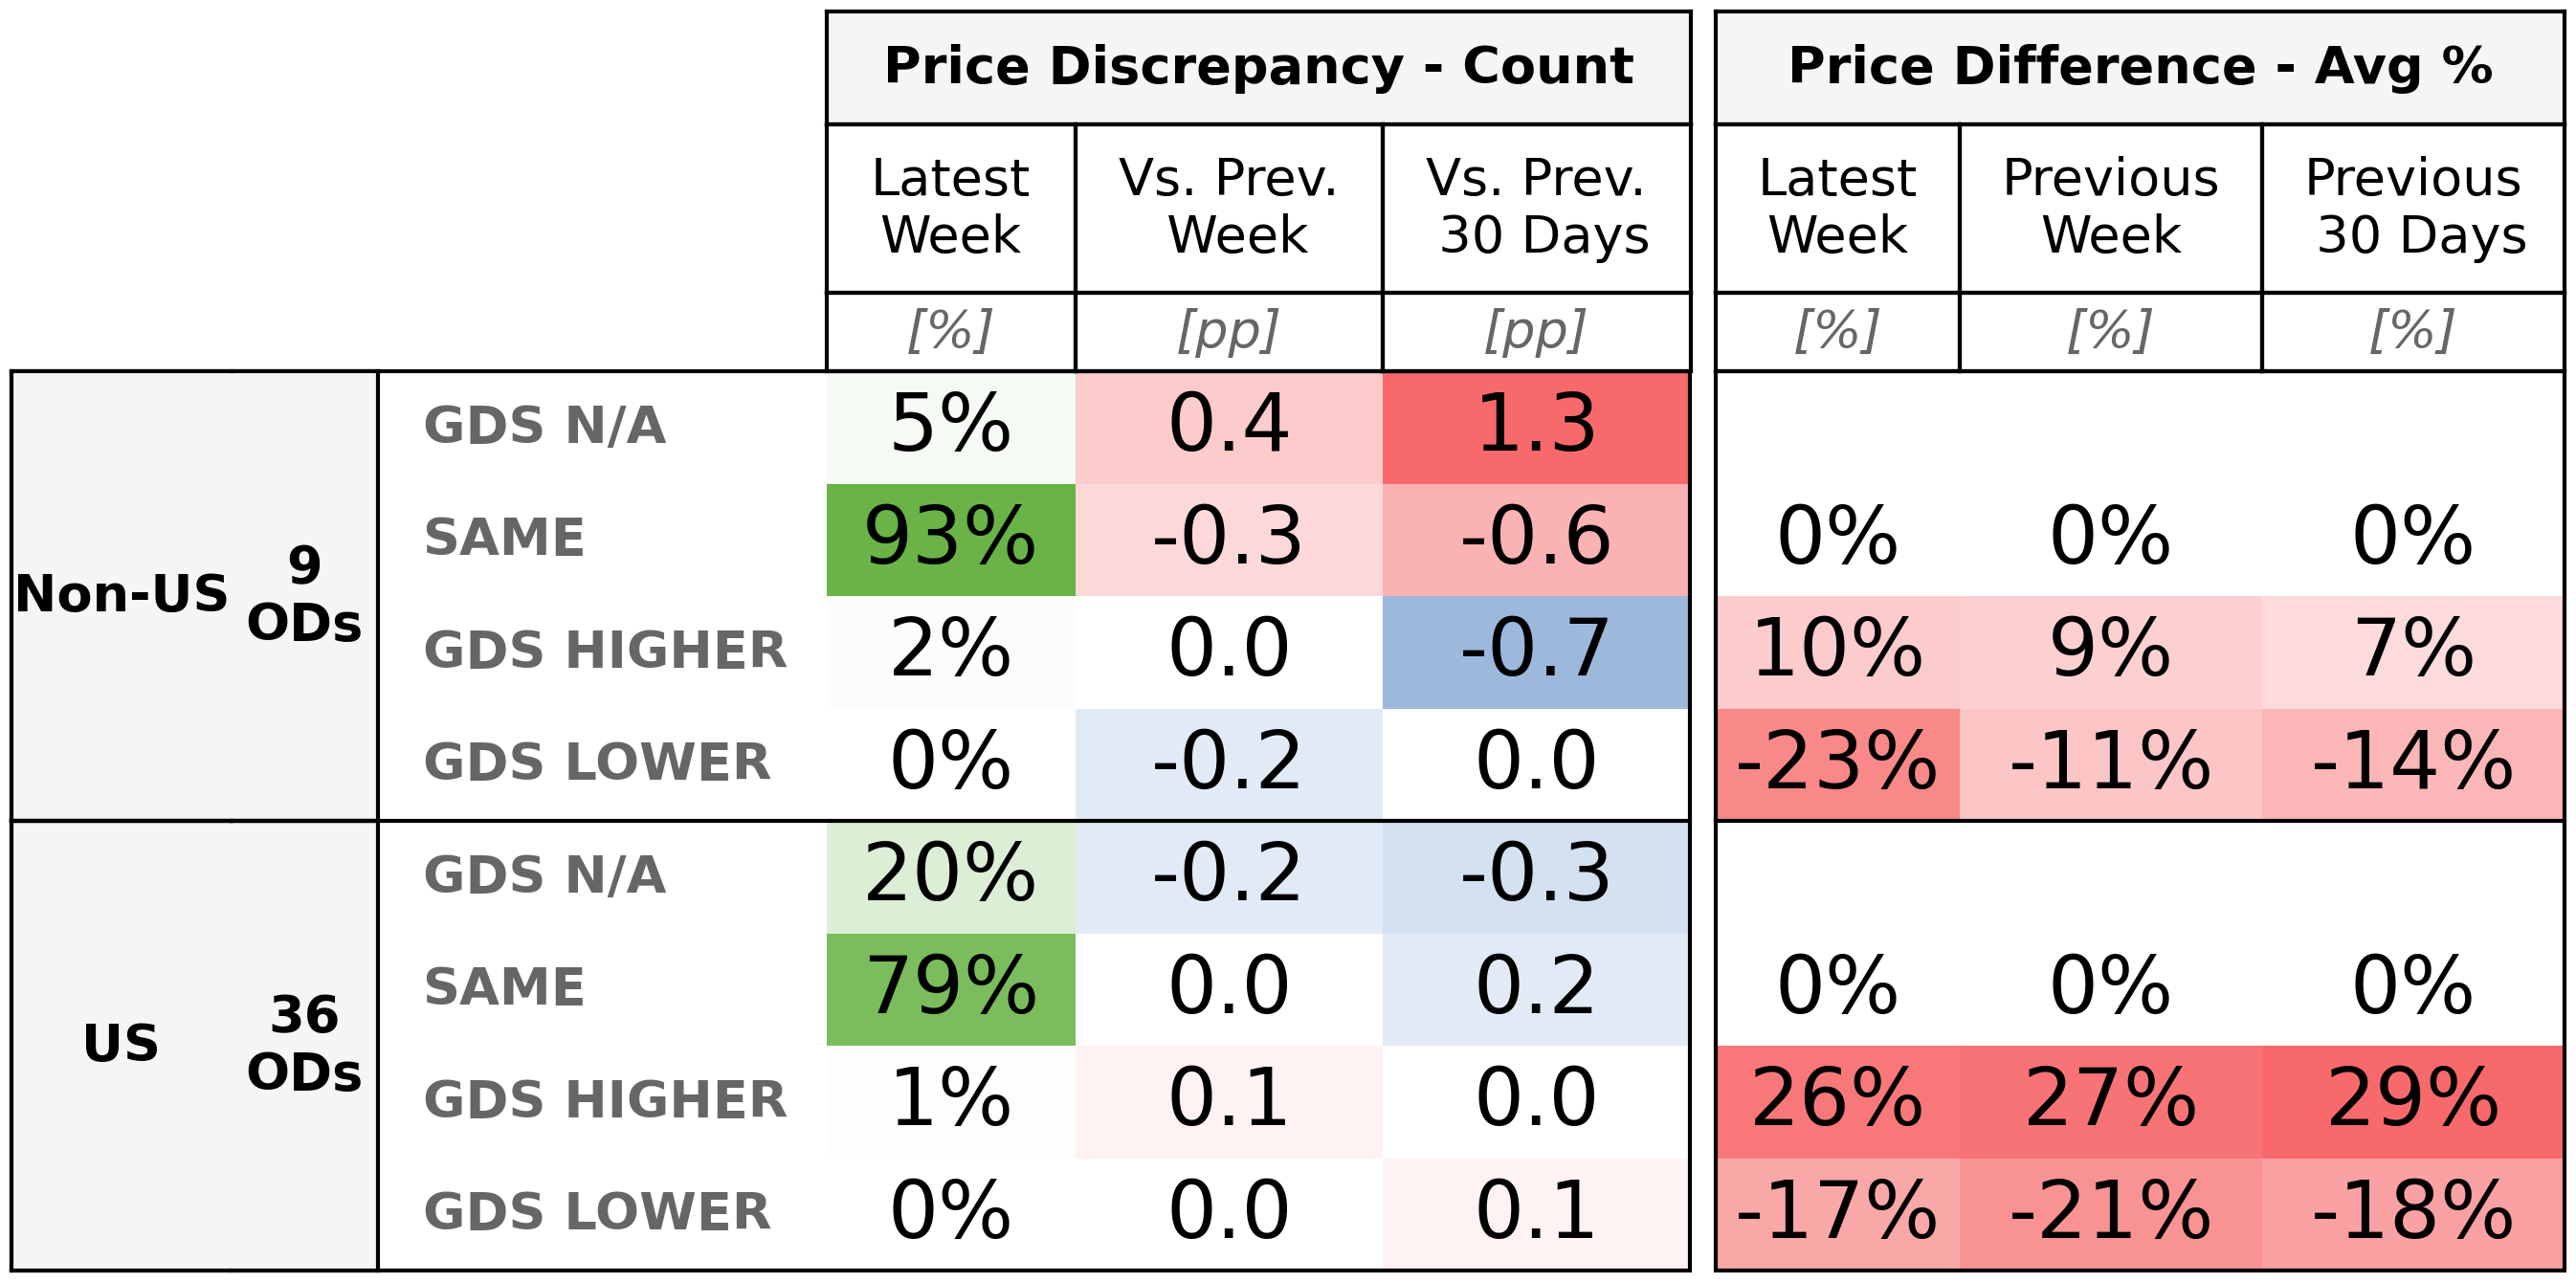 Price Discrepancy - Count Price Difference - Avg %
Latest Week Vs. Prev. Week Vs. Prev. 30 Days Latest Week Previous Week Previous 30 Days
[%] [pp] [pp] [%] [%] [%]
Non-US 9 ODs
GDS N/A 5% 0.4 1.3
SAME 93% -0.3 -0.6 0% 0% 0%
GDS HIGHER 2% 0.0 -0.7 10% 9% 7%
GDS LOWER 0% -0.2 0.0 -23% -11% -14%
US 36 ODs
GDS N/A 20% -0.2 -0.3
SAME 79% 0.0 0.2 0% 0% 0%
GDS HIGHER 1% 0.1 0.0 26% 27% 29%
GDS LOWER 0% 0.0 0.1 -17% -21% -18%